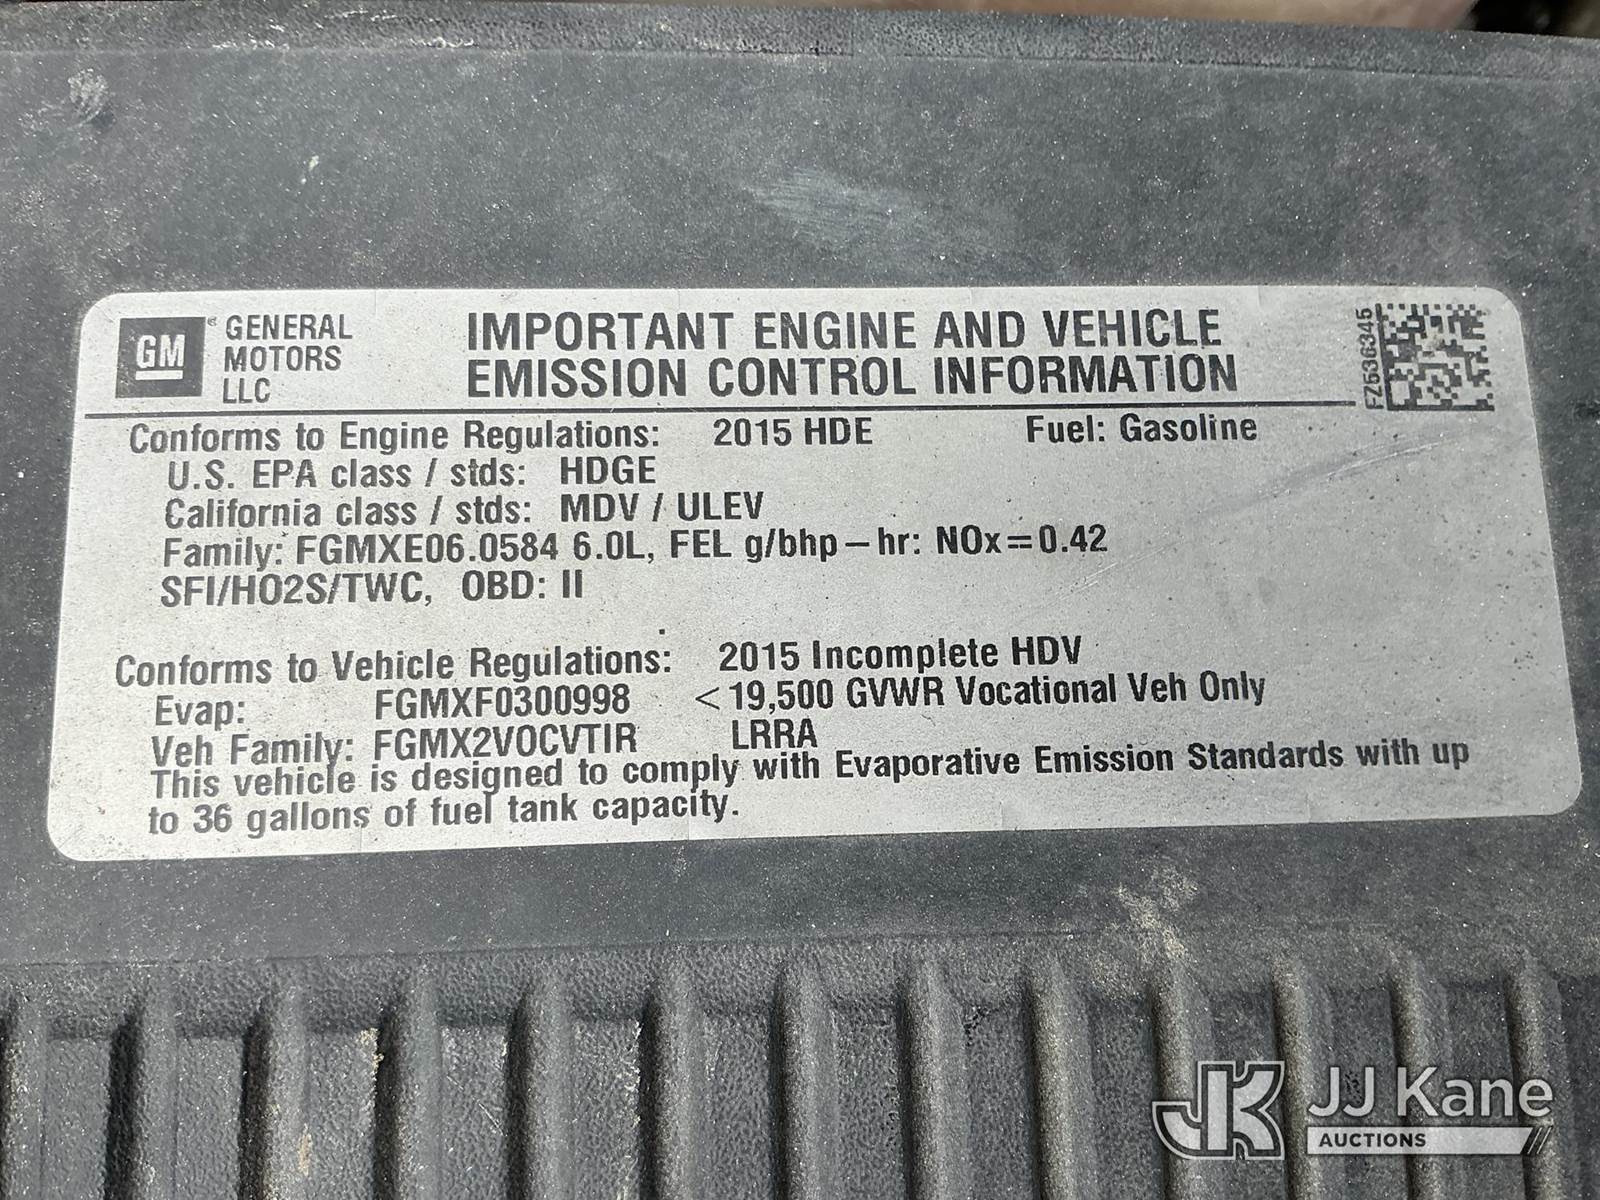 GM® GENERAL MOTORS LLC
IMPORTANT ENGINE AND VEHICLE
EMISSION CONTROL INFORMATION
FZ536345
Conforms to Engine Regulations: 2015 HDE Fuel: Gasoline
U.S. EPA class / stds: HDGE
California class / stds: MDV / ULEV
Family: FGMXE06.0584 6.0L, FEL g/bhp–hr: NOx=0.42
SFI/HO2S/TWC, OBD: II
Conforms to Vehicle Regulations: 2015 Incomplete HDV
Evap: FGMXF0300998 <19,500 GVWR Vocational Veh Only
Veh Family: FGMX2VOCVTIR LRRA
This vehicle is designed to comply with Evaporative Emission Standards with up
to 36 gallons of fuel tank capacity.
JK JJ Kane
AUCTIONS